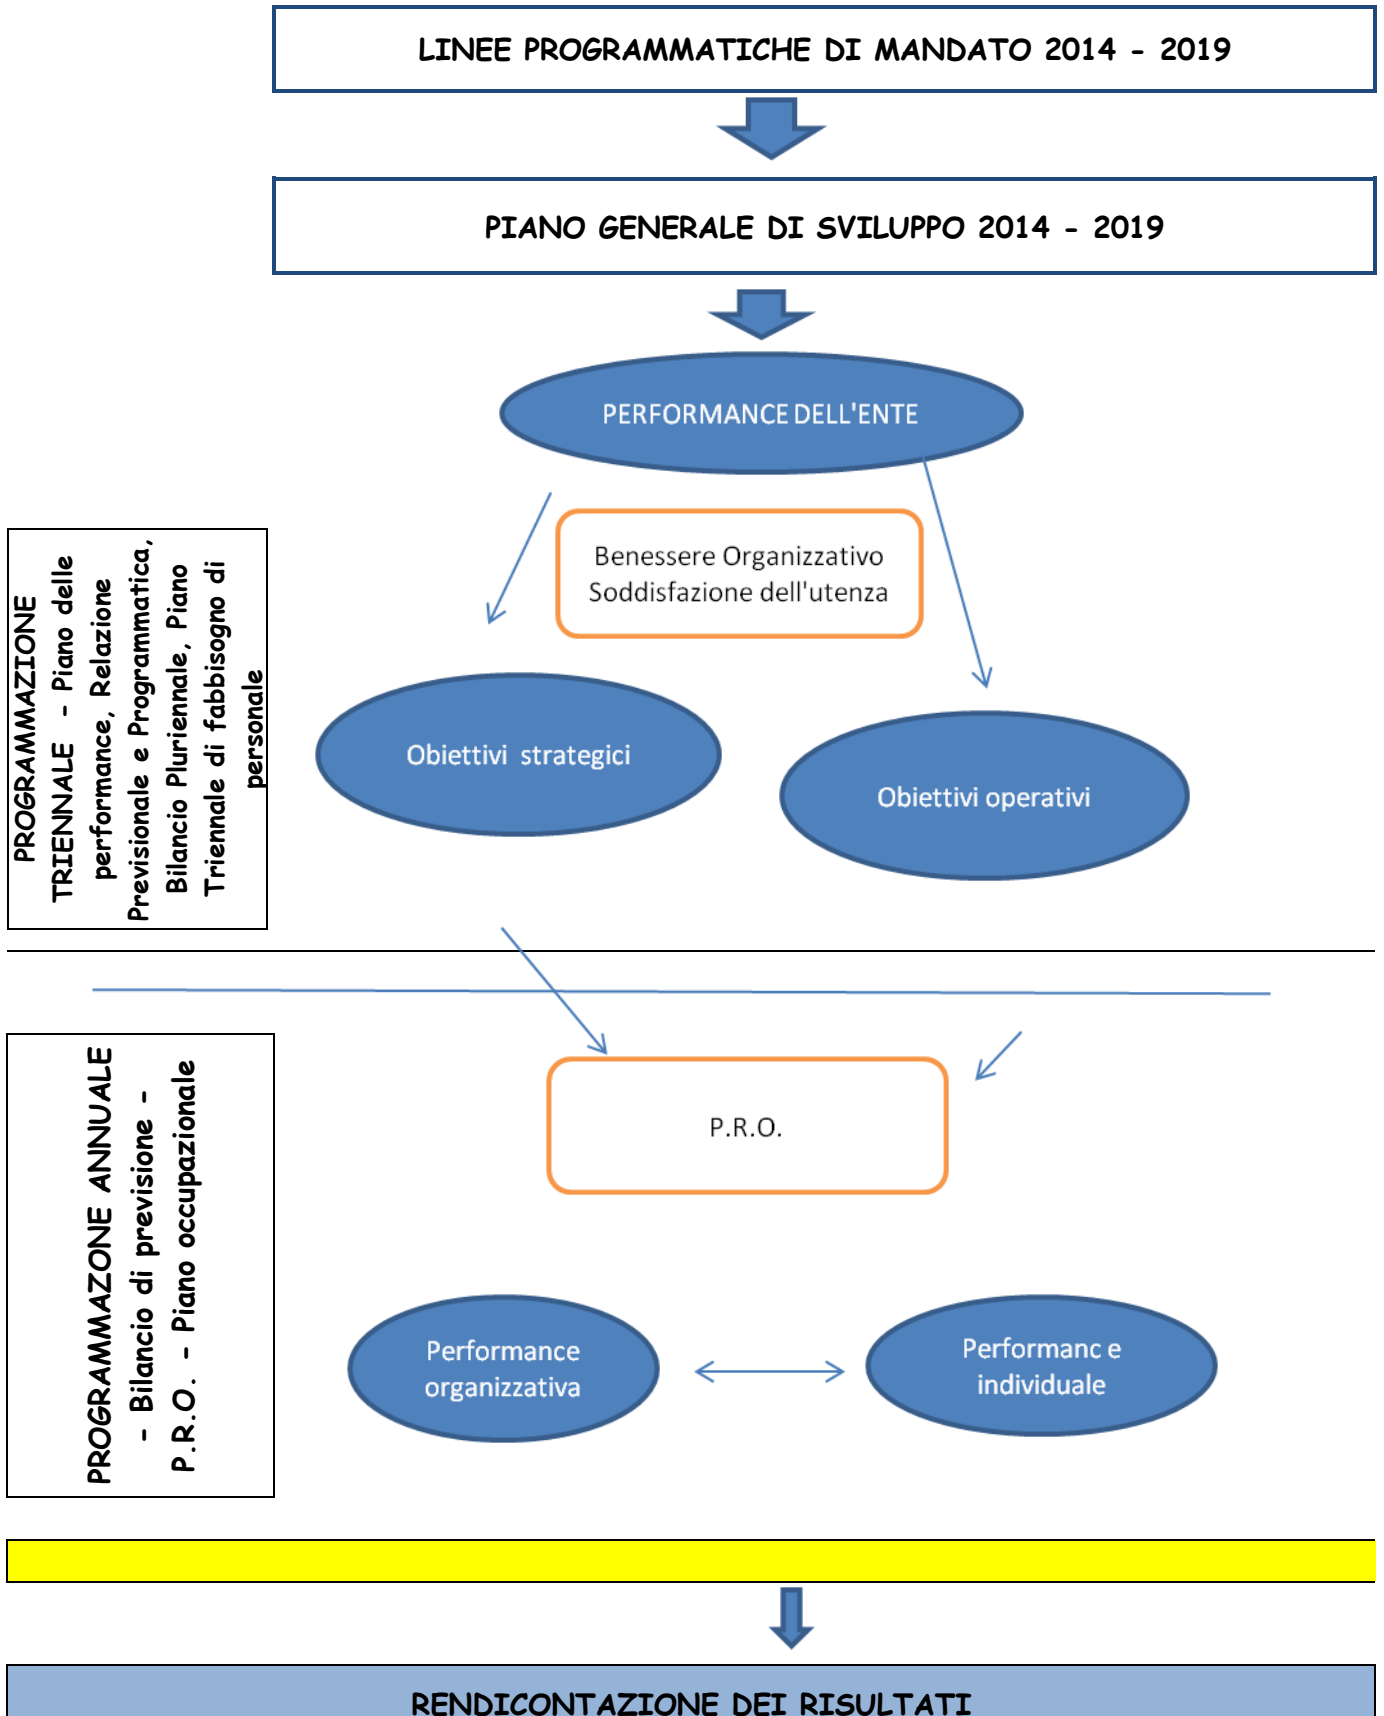 LINEE PROGRAMMATICHE DI MANDATO 2014 - 2019
PIANO GENERALE DI SVILUPPO 2014 - 2019
PERFORMANCE DELL'ENTE
Benessere Organizzativo
Soddisfazione dell'utenza
PROGRAMMAZIONE
TRIENNALE - Piano delle
performance, Relazione
Previsionale e Programmatica,
Bilancio Pluriennale, Piano
Triennale di fabbisogno di
personale
Obiettivi strategici
Obiettivi operativi
PROGRAMMAZONE ANNUALE
- Bilancio di previsione -
P.R.O. - Piano occupazionale
P.R.O.
Performance
organizzativa
Performanc e
individuale
RENDICONTAZIONE DEI RISULTATI